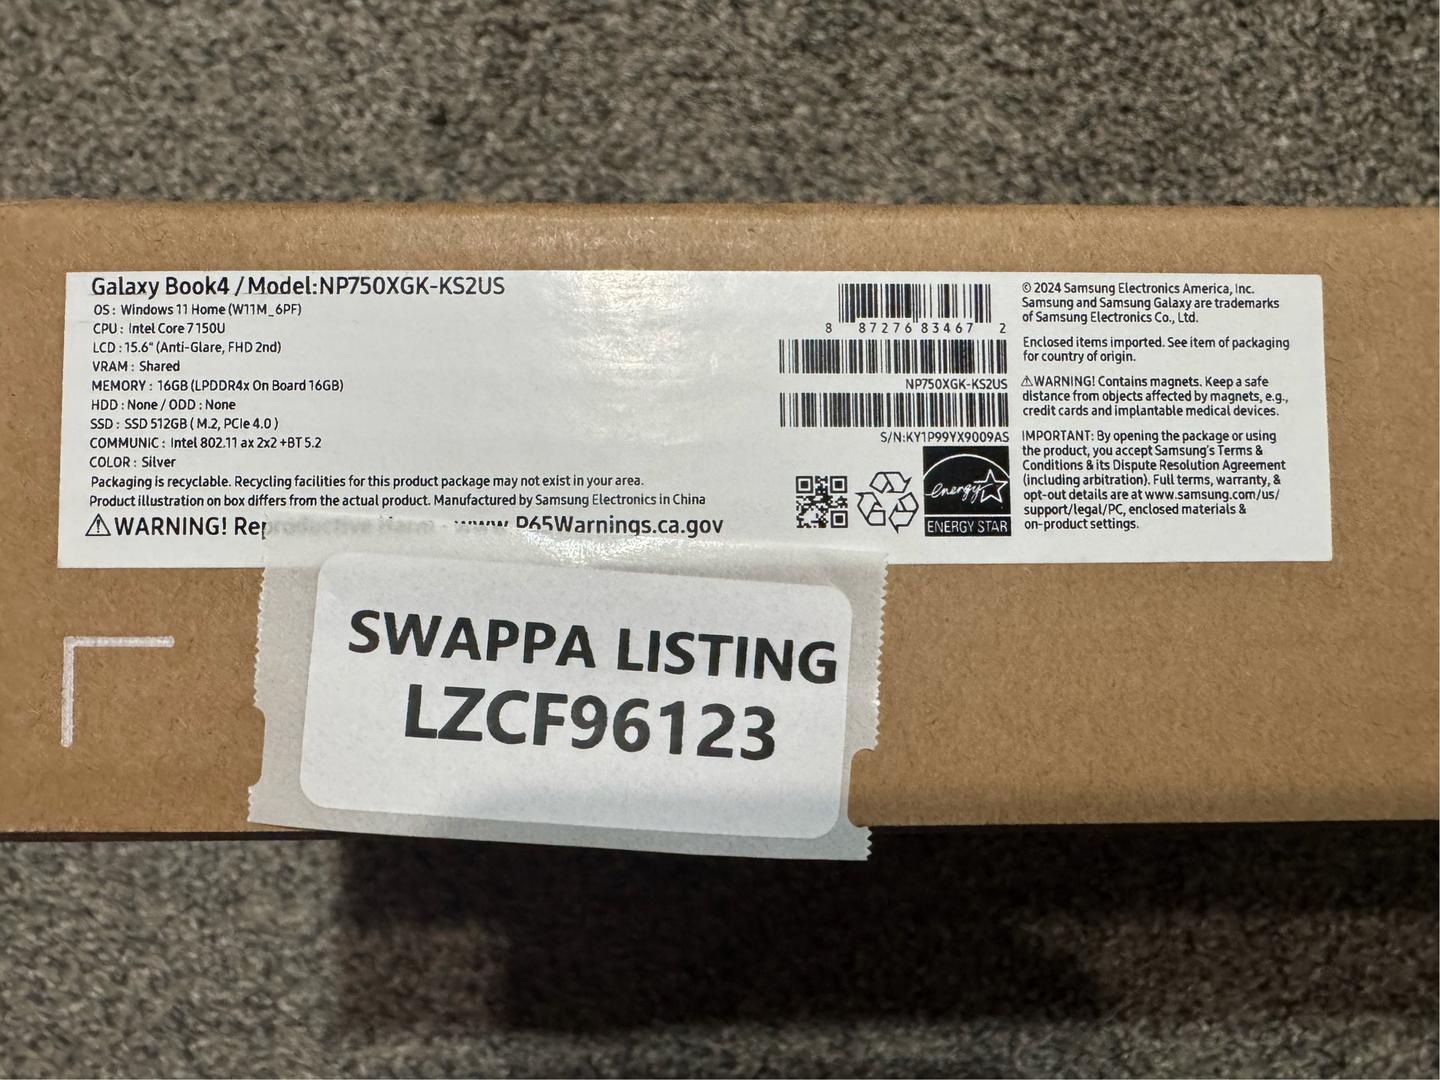 Galaxy Book4 / Model:NP750XGK-KS2US
OS : Windows 11 Home (W11M_6PF)
CPU : Intel Core 7 150U
LCD : 15.6" (Anti-Glare, FHD 2nd)
VRAM : Shared
MEMORY : 16GB (LPDDR4x On Board 16GB)
HDD : None / ODD : None
SSD : SSD 512GB ( M.2, PCIe 4.0 )
COMMUNIC : Intel 802.11 ax 2x2 +BT 5.2
COLOR : Silver
Packaging is recyclable. Recycling facilities for this product package may not exist in your area.
Product illustration on box differs from the actual product. Manufactured by Samsung Electronics in China
⚠WARNING! Reproductive Harm - www.P65Warnings.ca.gov
8 87276 83467 2
NP750XGK-KS2US
S/N:KY1P99YX9009AS
energy
ENERGY STAR
© 2024 Samsung Electronics America, Inc.
Samsung and Samsung Galaxy are trademarks
of Samsung Electronics Co., Ltd.
Enclosed items imported. See item of packaging
for country of origin.
⚠WARNING! Contains magnets. Keep a safe
distance from objects affected by magnets, e.g.,
credit cards and implantable medical devices.
IMPORTANT: By opening the package or using
the product, you accept Samsung's Terms &
Conditions & its Dispute Resolution Agreement
(including arbitration). Full terms, warranty, &
opt-out details are at www.samsung.com/us/
support/legal/PC, enclosed materials &
on-product settings.
SWAPPA LISTING
LZCF96123